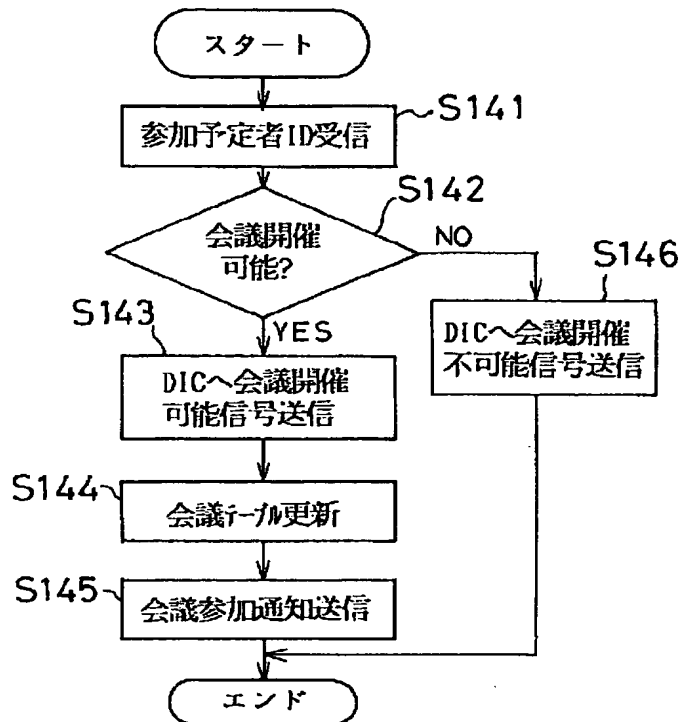 スタート
参加予定者ID受信
S141
会議開催
可能?
S142
NO
YES
S143
DICへ会議開催
可能信号送信
S146
DICへ会議開催
不可能信号送信
S144
会議ﾃｰﾌﾞﾙ更新
S145
会議参加通知送信
エンド